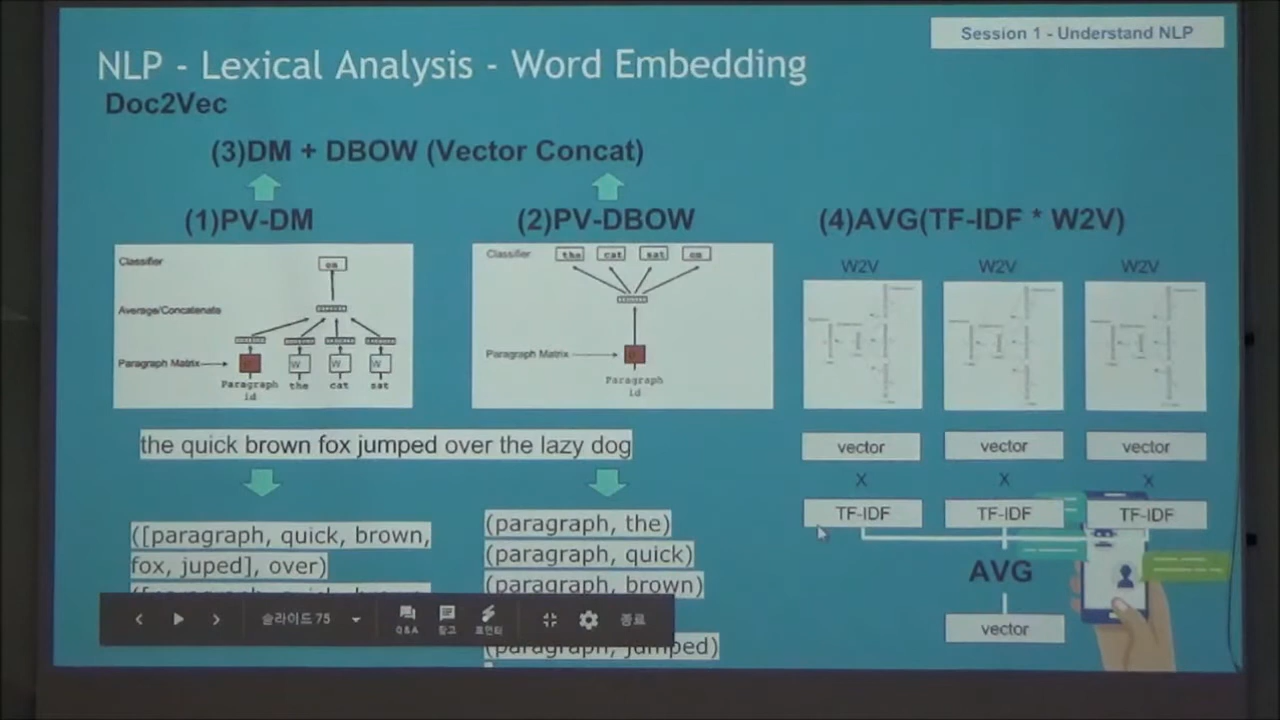 Session 1 - Understand NLP
NLP - Lexical Analysis - Word Embedding
Doc2Vec
(3)DM + DBOW (Vector Concat)
(1)PV-DM
(2)PV-DBOW
(4)AVG(TF-IDF * W2V)
Classifier
on
Average/Concatenate
Paragraph Matrix
W W W
Paragraph id
the cat sat
Classifier
the cat sat on
Paragraph Matrix
Paragraph id
W2V W2V W2V
vector vector vector
X X X
TF-IDF TF-IDF TF-IDF
AVG
vector
the quick brown fox jumped over the lazy dog
([paragraph, quick, brown,
fox, juped], over)
(paragraph, the)
(paragraph, quick)
(paragraph, brown)
(paragraph, jumped)
슬라이드 75
Q&A
참고
포인터
종료